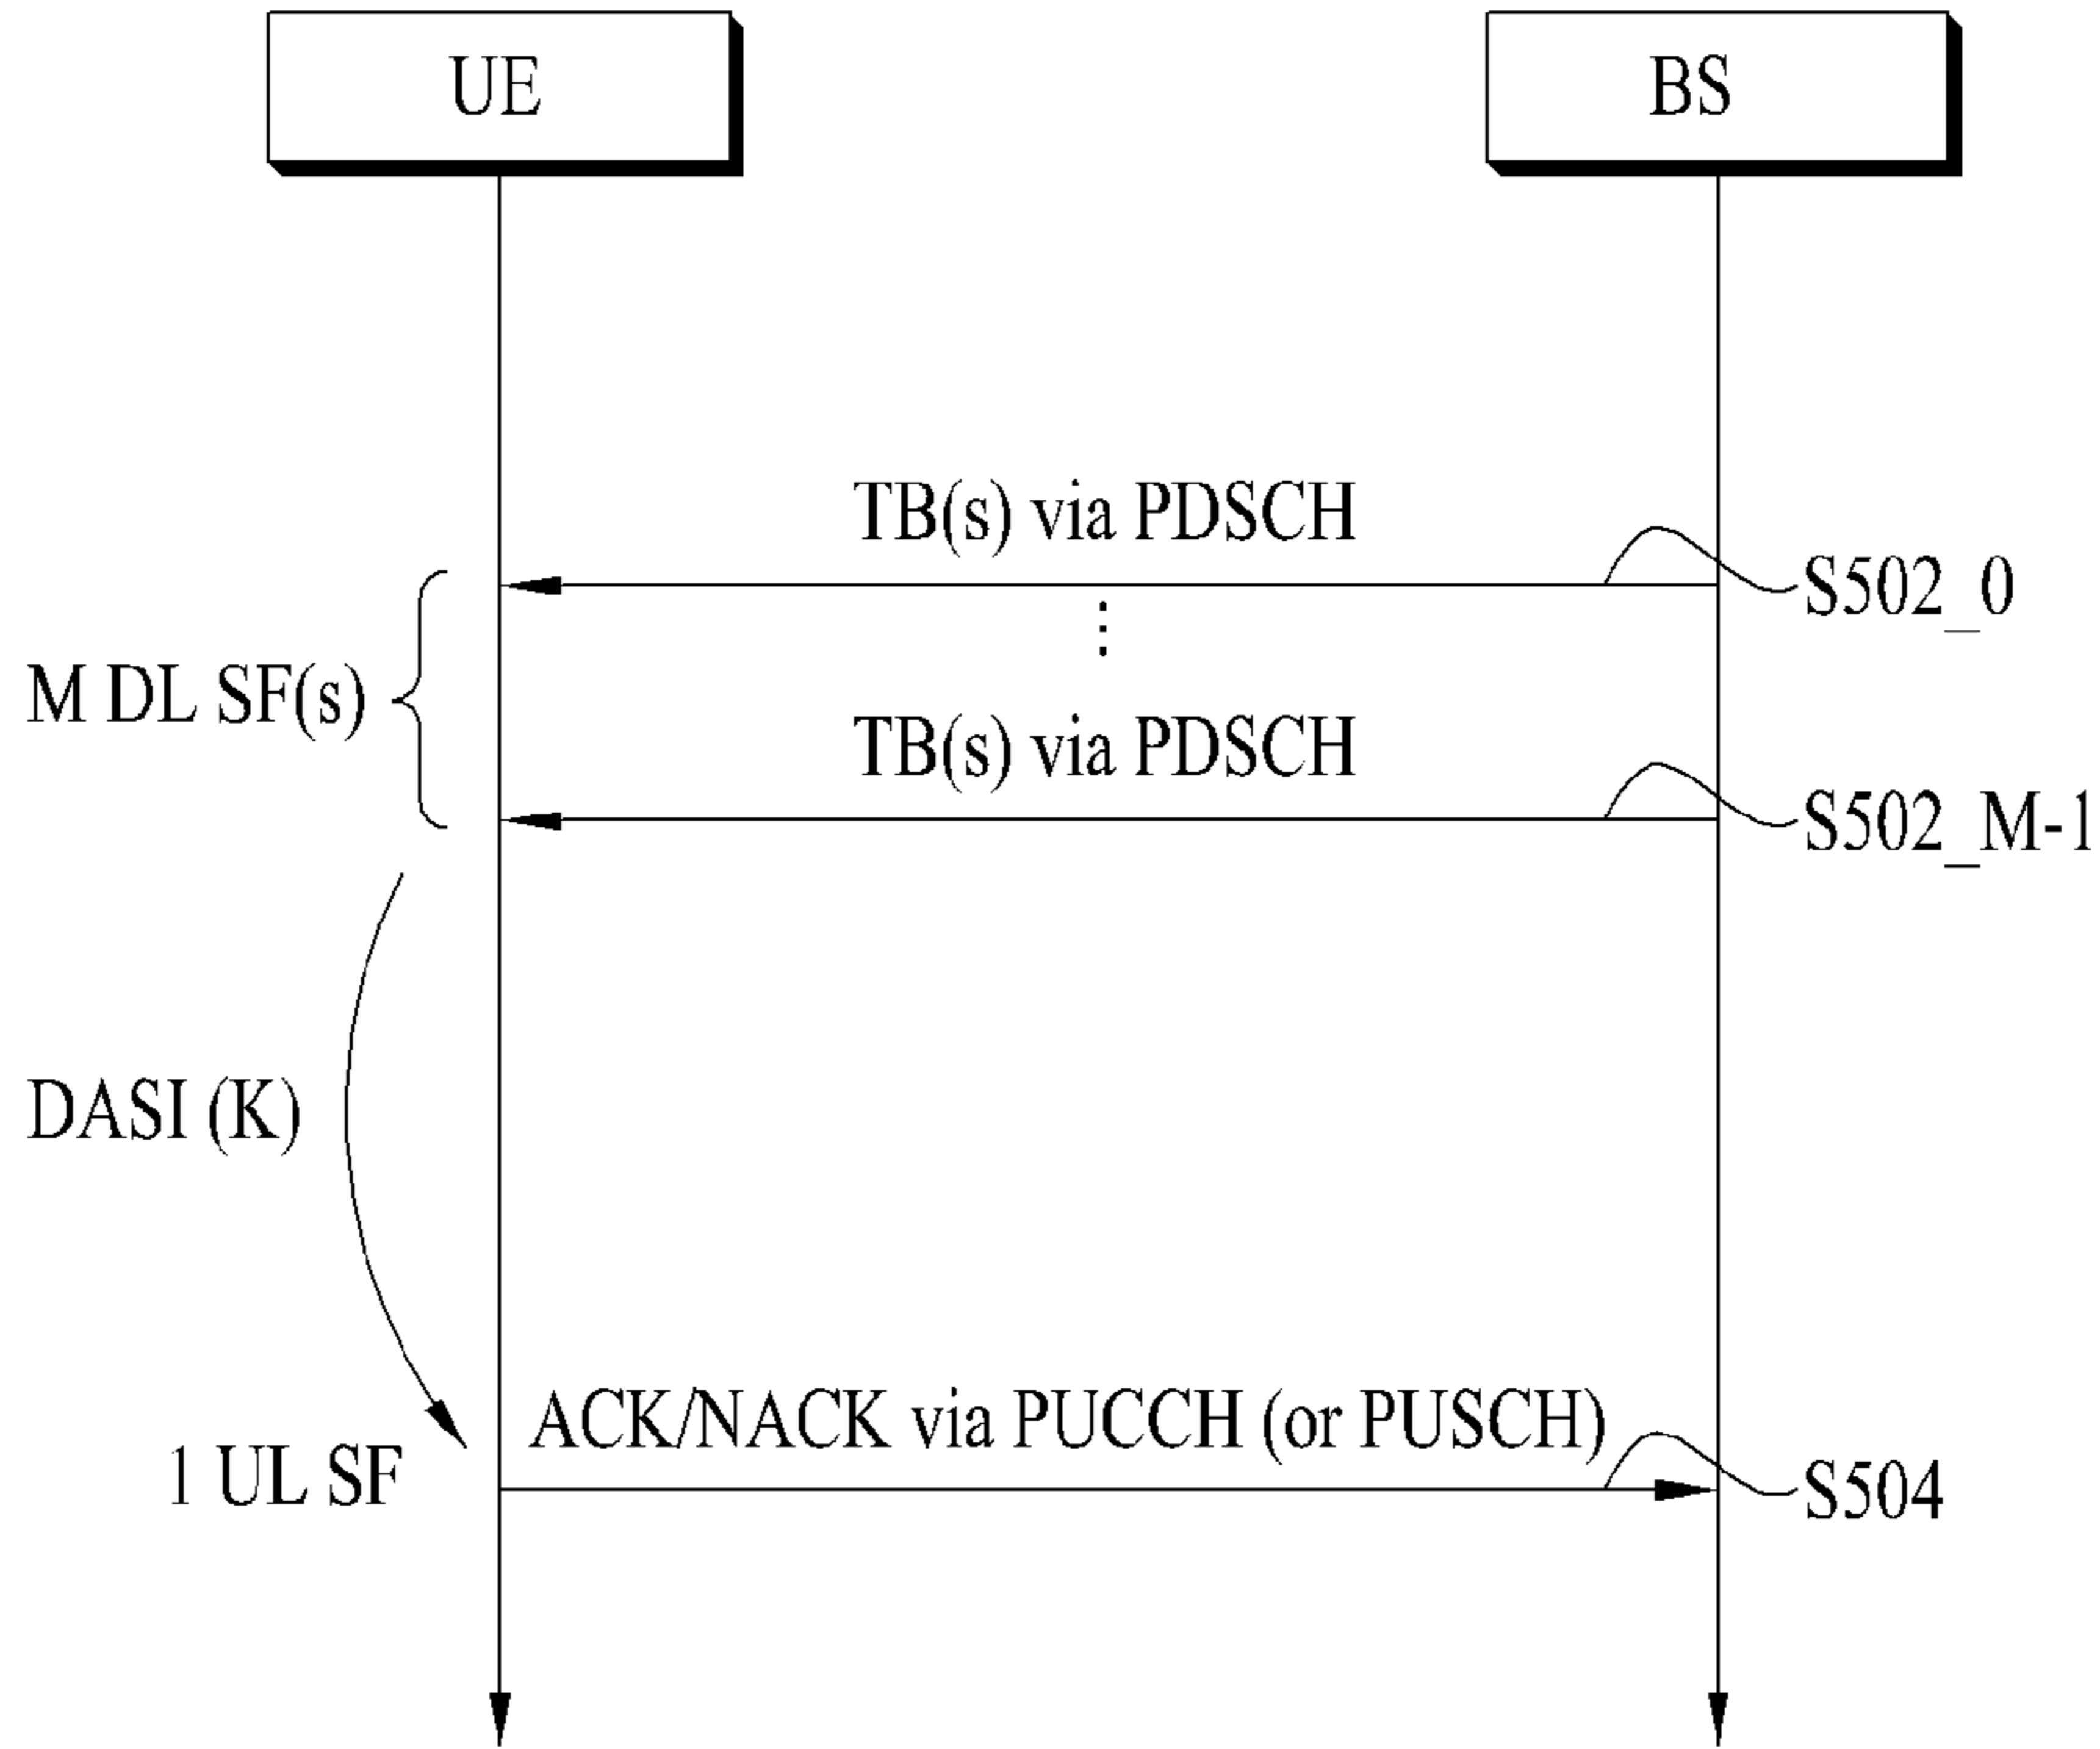 UE
BS
TB(s) via PDSCH
S502_0
M DL SF(s)
TB(s) via PDSCH
S502_M-1
DASI (K)
ACK/NACK via PUCCH (or PUSCH)
1 UL SF
S504